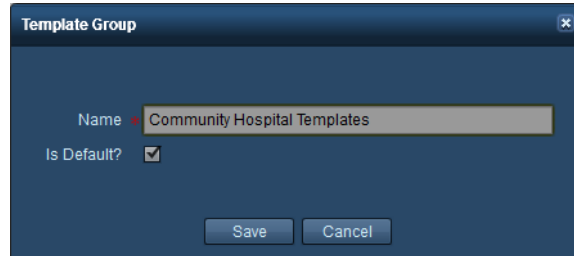 Template Group
Name * Community Hospital Templates
Is Default?
Save Cancel